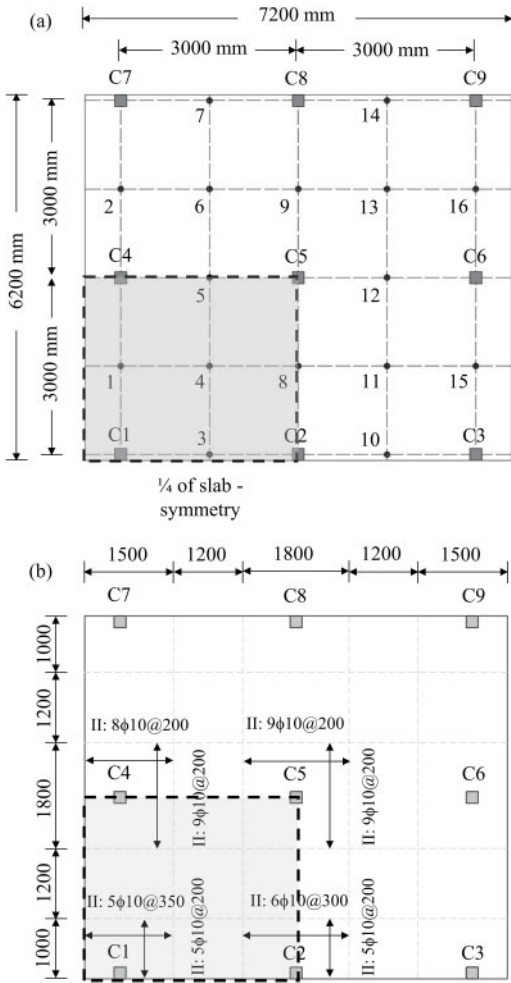 (a)
7200 mm
3000 mm 3000 mm
C7 C8 C9
7 14
3000 mm
2 6 9 13 16
6200 mm
C4 C5 C6
5 12
3000 mm
1 4 8 11 15
C1 3 C2 10 C3
¼ of slab -
symmetry
(b)
1500 1200 1800 1200 1500
C7 C8 C9
1000
1200
II: 8ϕ10@200 II: 9ϕ10@200
1800
C4 C5 C6
II: 9ϕ10@200 II: 9ϕ10@200
1200
II: 5ϕ10@350 II: 6ϕ10@300
1000
C1 C2 C3
II: 5ϕ10@200 II: 5ϕ10@200